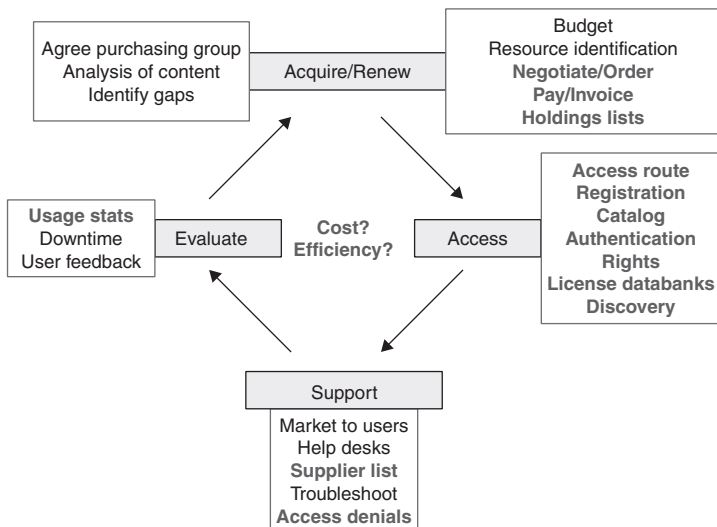 Agree purchasing group
Analysis of content
Identify gaps
Acquire/Renew
Budget
Resource identification
Negotiate/Order
Pay/Invoice
Holdings lists
Usage stats
Downtime
User feedback
Evaluate
Cost?
Efficiency?
Access
Access route
Registration
Catalog
Authentication
Rights
License databanks
Discovery
Support
Market to users
Help desks
Supplier list
Troubleshoot
Access denials